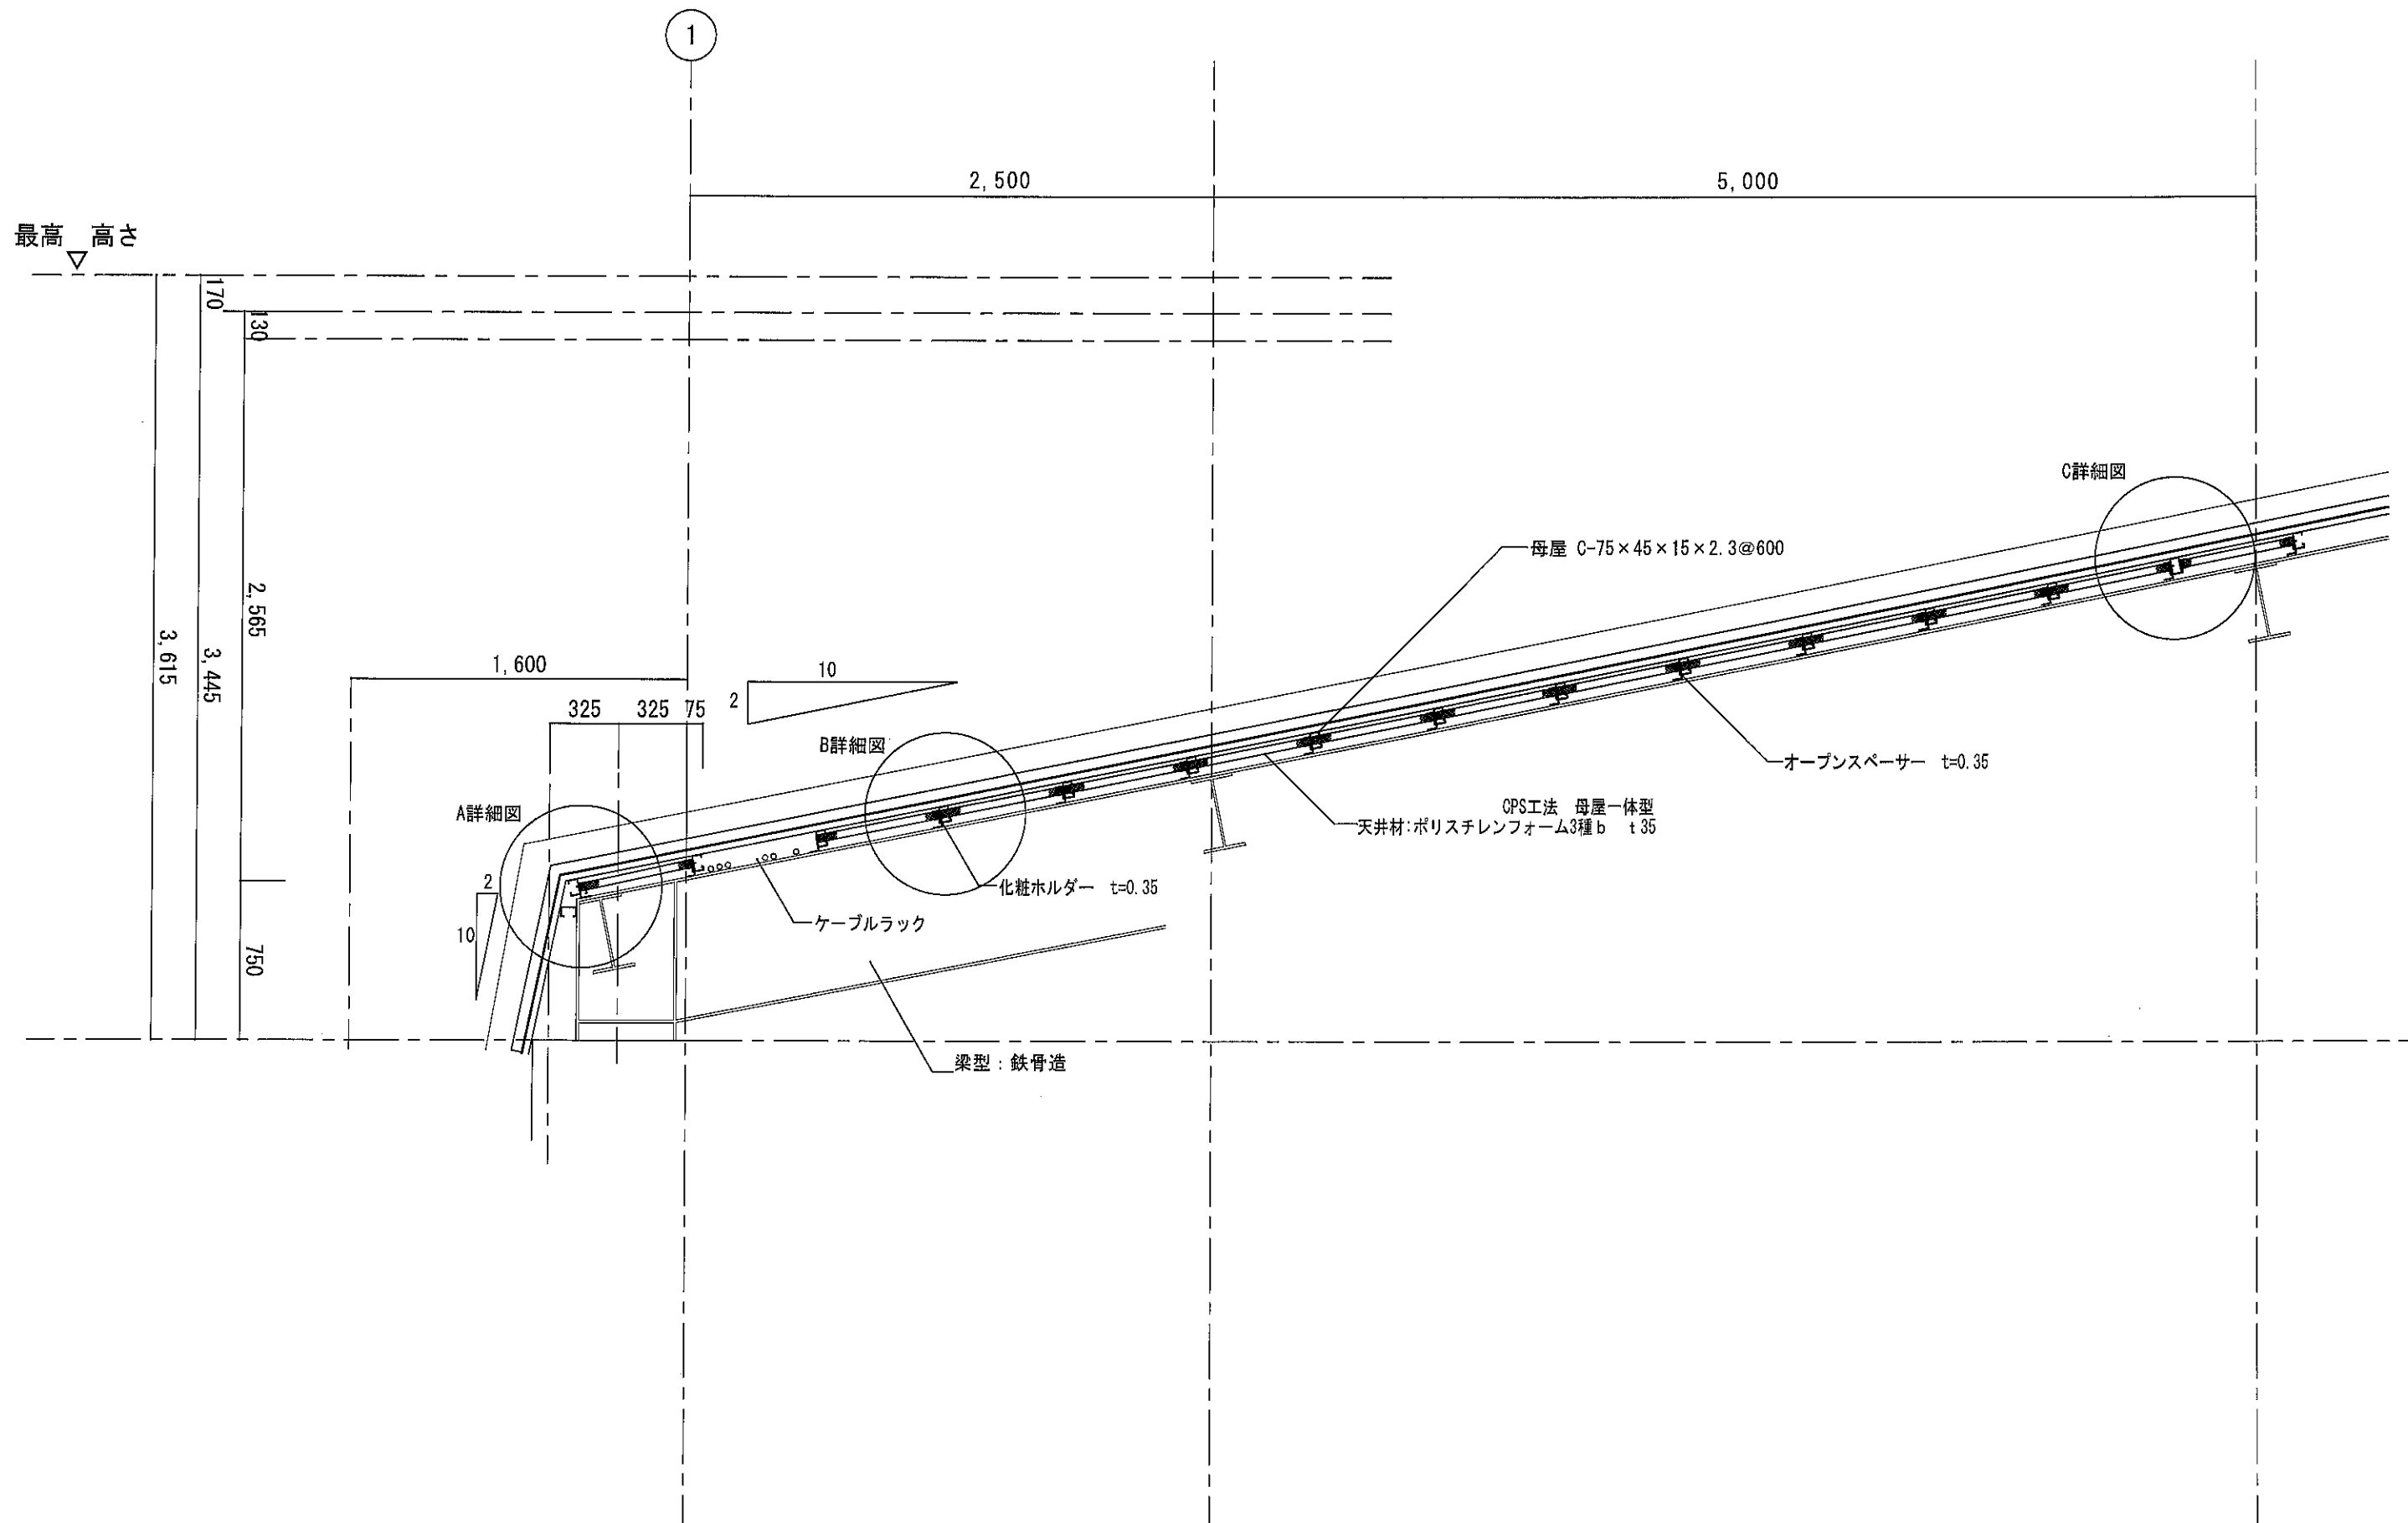 1
2,500
5,000
最高 高さ
170
130
2,565
3,445
3,615
750
1,600
325
325
75
10
2
2
10
A詳細図
B詳細図
C詳細図
母屋 C-75×45×15×2.3@600
オープンスペーサー t=0.35
CPS工法 母屋一体型
天井材:ポリスチレンフォーム3種b t35
化粧ホルダー t=0.35
ケーブルラック
梁型:鉄骨造